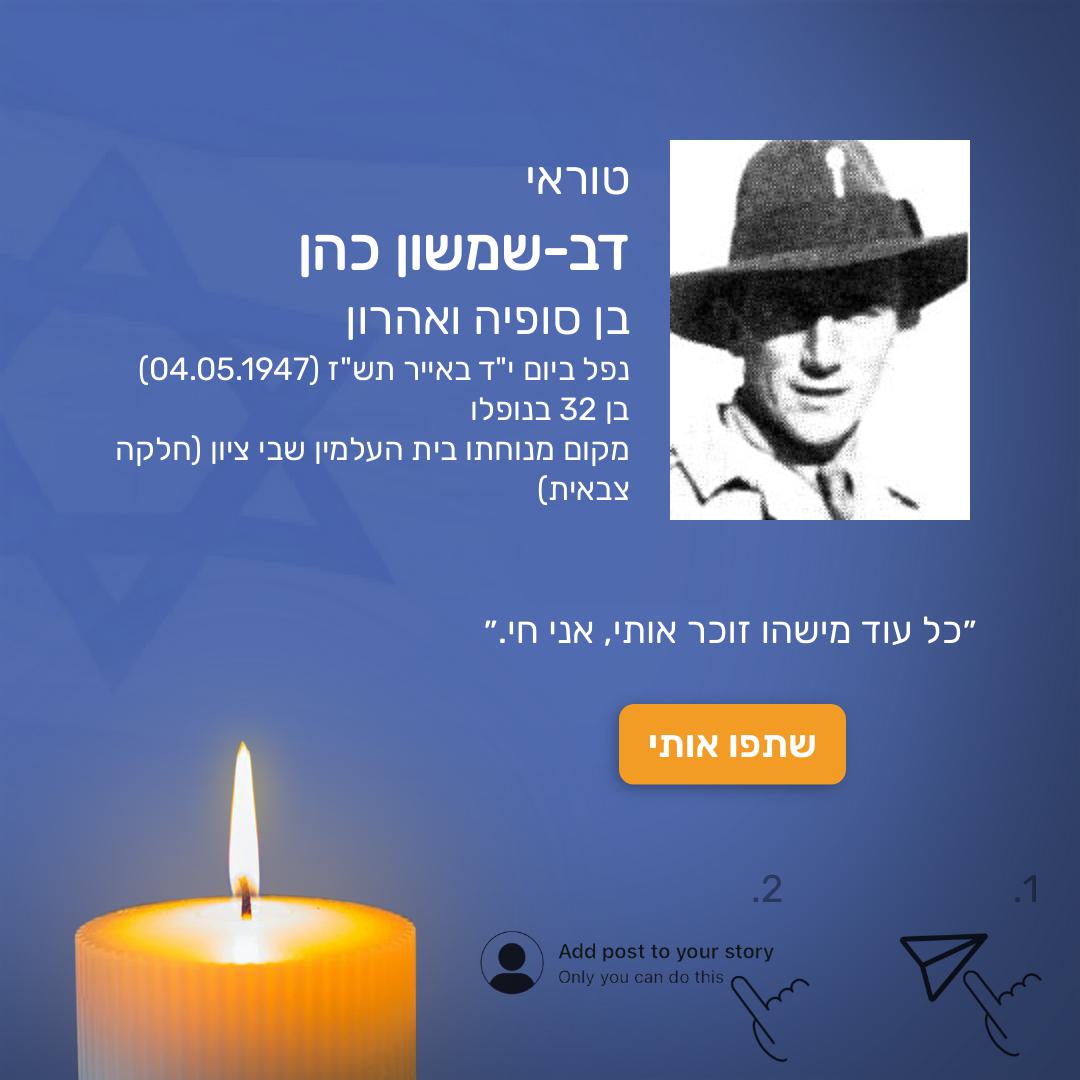 טוראי
דב-שמשון כהן
בן סופיה ואהרון
נפל ביום י"ד באייר תש"ז (04.05.1947)
בן 32 בנופלו
מקום מנוחתו בית העלמין שבי ציון (חלקה
צבאית)
״כל עוד מישהו זוכר אותי, אני חי.״
שתפו אותי
1.
2.
Add post to your story
Only you can do this